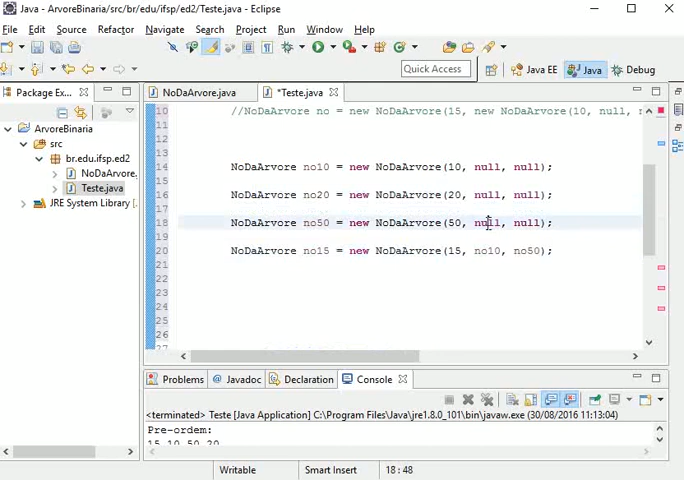 Java - ArvoreBinaria/src/br/edu/ifsp/ed2/Teste.java - Eclipse
File Edit Source Refactor Navigate Search Project Run Window Help
Quick Access Java EE Java Debug
Package Ex...
NoDaArvore.java *Teste.java
ArvoreBinaria
src
br.edu.ifsp.ed2
NoDaArvore.
Teste.java
JRE System Library [
10 //NoDaArvore no = new NoDaArvore(15, new NoDaArvore(10, null,
11
12
13
14 NoDaArvore no10 = new NoDaArvore(10, null, null);
15
16 NoDaArvore no20 = new NoDaArvore(20, null, null);
17
18 NoDaArvore no50 = new NoDaArvore(50, null, null);
19
20 NoDaArvore no15 = new NoDaArvore(15, no10, no50);
21
22
23
24
25
26
27
Problems Javadoc Declaration Console
<terminated> Teste [Java Application] C:\Program Files\Java\jre1.8.0_101\bin\javaw.exe (30/08/2016 11:13:04)
Pre-ordem:
15 10 50 20
Writable Smart Insert 18 : 48